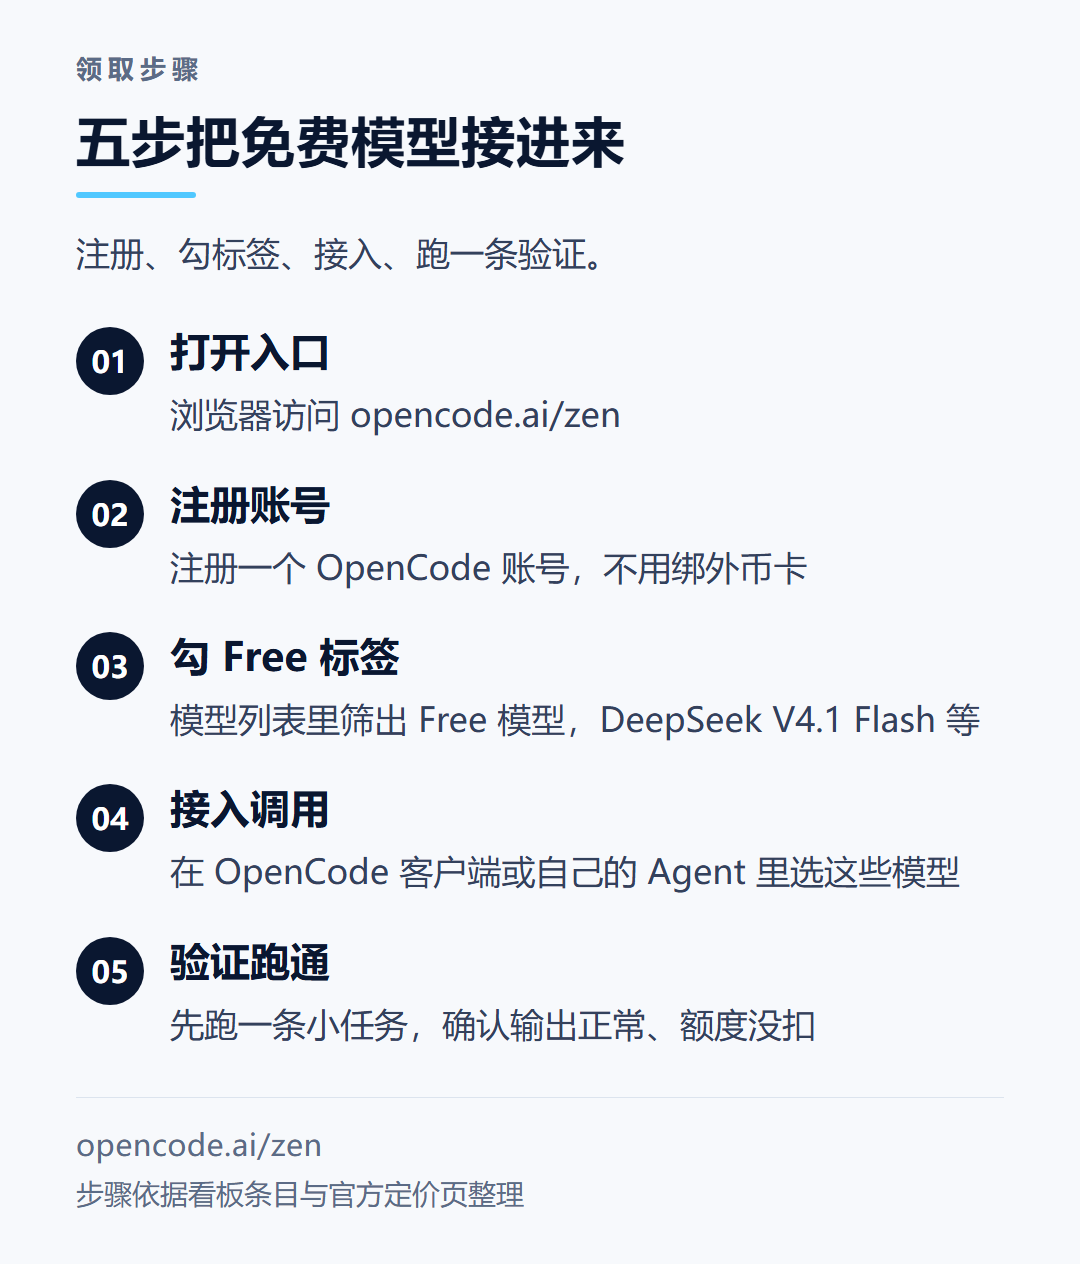 领取步骤
五步把免费模型接进来
注册、勾标签、接入、跑一条验证。
01
打开入口
浏览器访问 opencode.ai/zen
02
注册账号
注册一个 OpenCode 账号，不用绑外币卡
03
勾 Free 标签
模型列表里筛出 Free 模型，DeepSeek V4.1 Flash 等
04
接入调用
在 OpenCode 客户端或自己的 Agent 里选这些模型
05
验证跑通
先跑一条小任务，确认输出正常、额度没扣
opencode.ai/zen
步骤依据看板条目与官方定价页整理